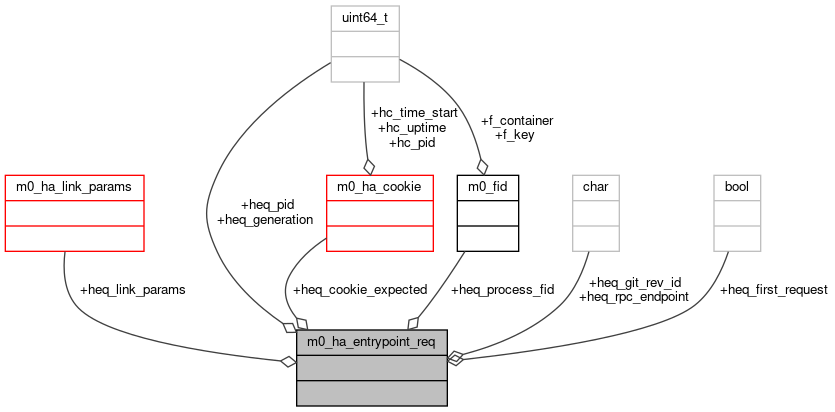 uint64_t
+hc_time_start
+hc_uptime
+hc_pid
+f_container
+f_key
m0_ha_link_params
m0_ha_cookie
m0_fid
char
bool
+heq_pid
+heq_generation
+heq_link_params
+heq_cookie_expected
+heq_process_fid
+heq_git_rev_id
+heq_rpc_endpoint
+heq_first_request
m0_ha_entrypoint_req